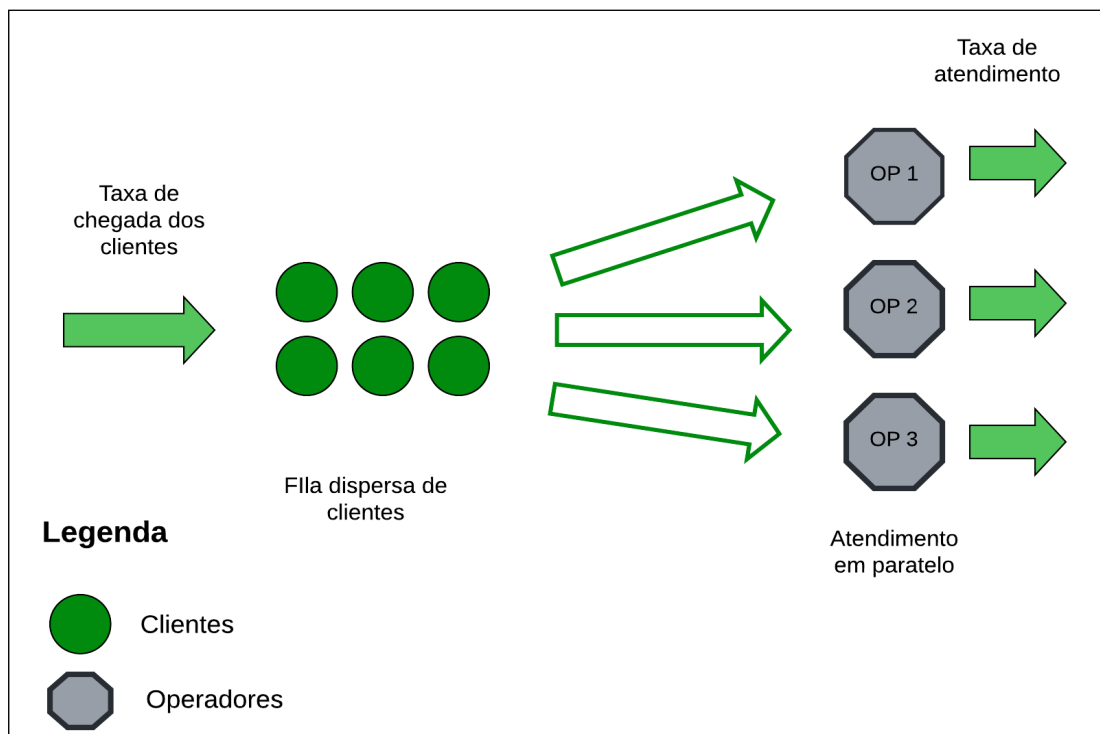 Taxa de
atendimento
OP 1
Taxa de
chegada dos
clientes
OP 2
OP 3
FIla dispersa de
clientes
Atendimento
em paratelo
Legenda
Clientes
Operadores